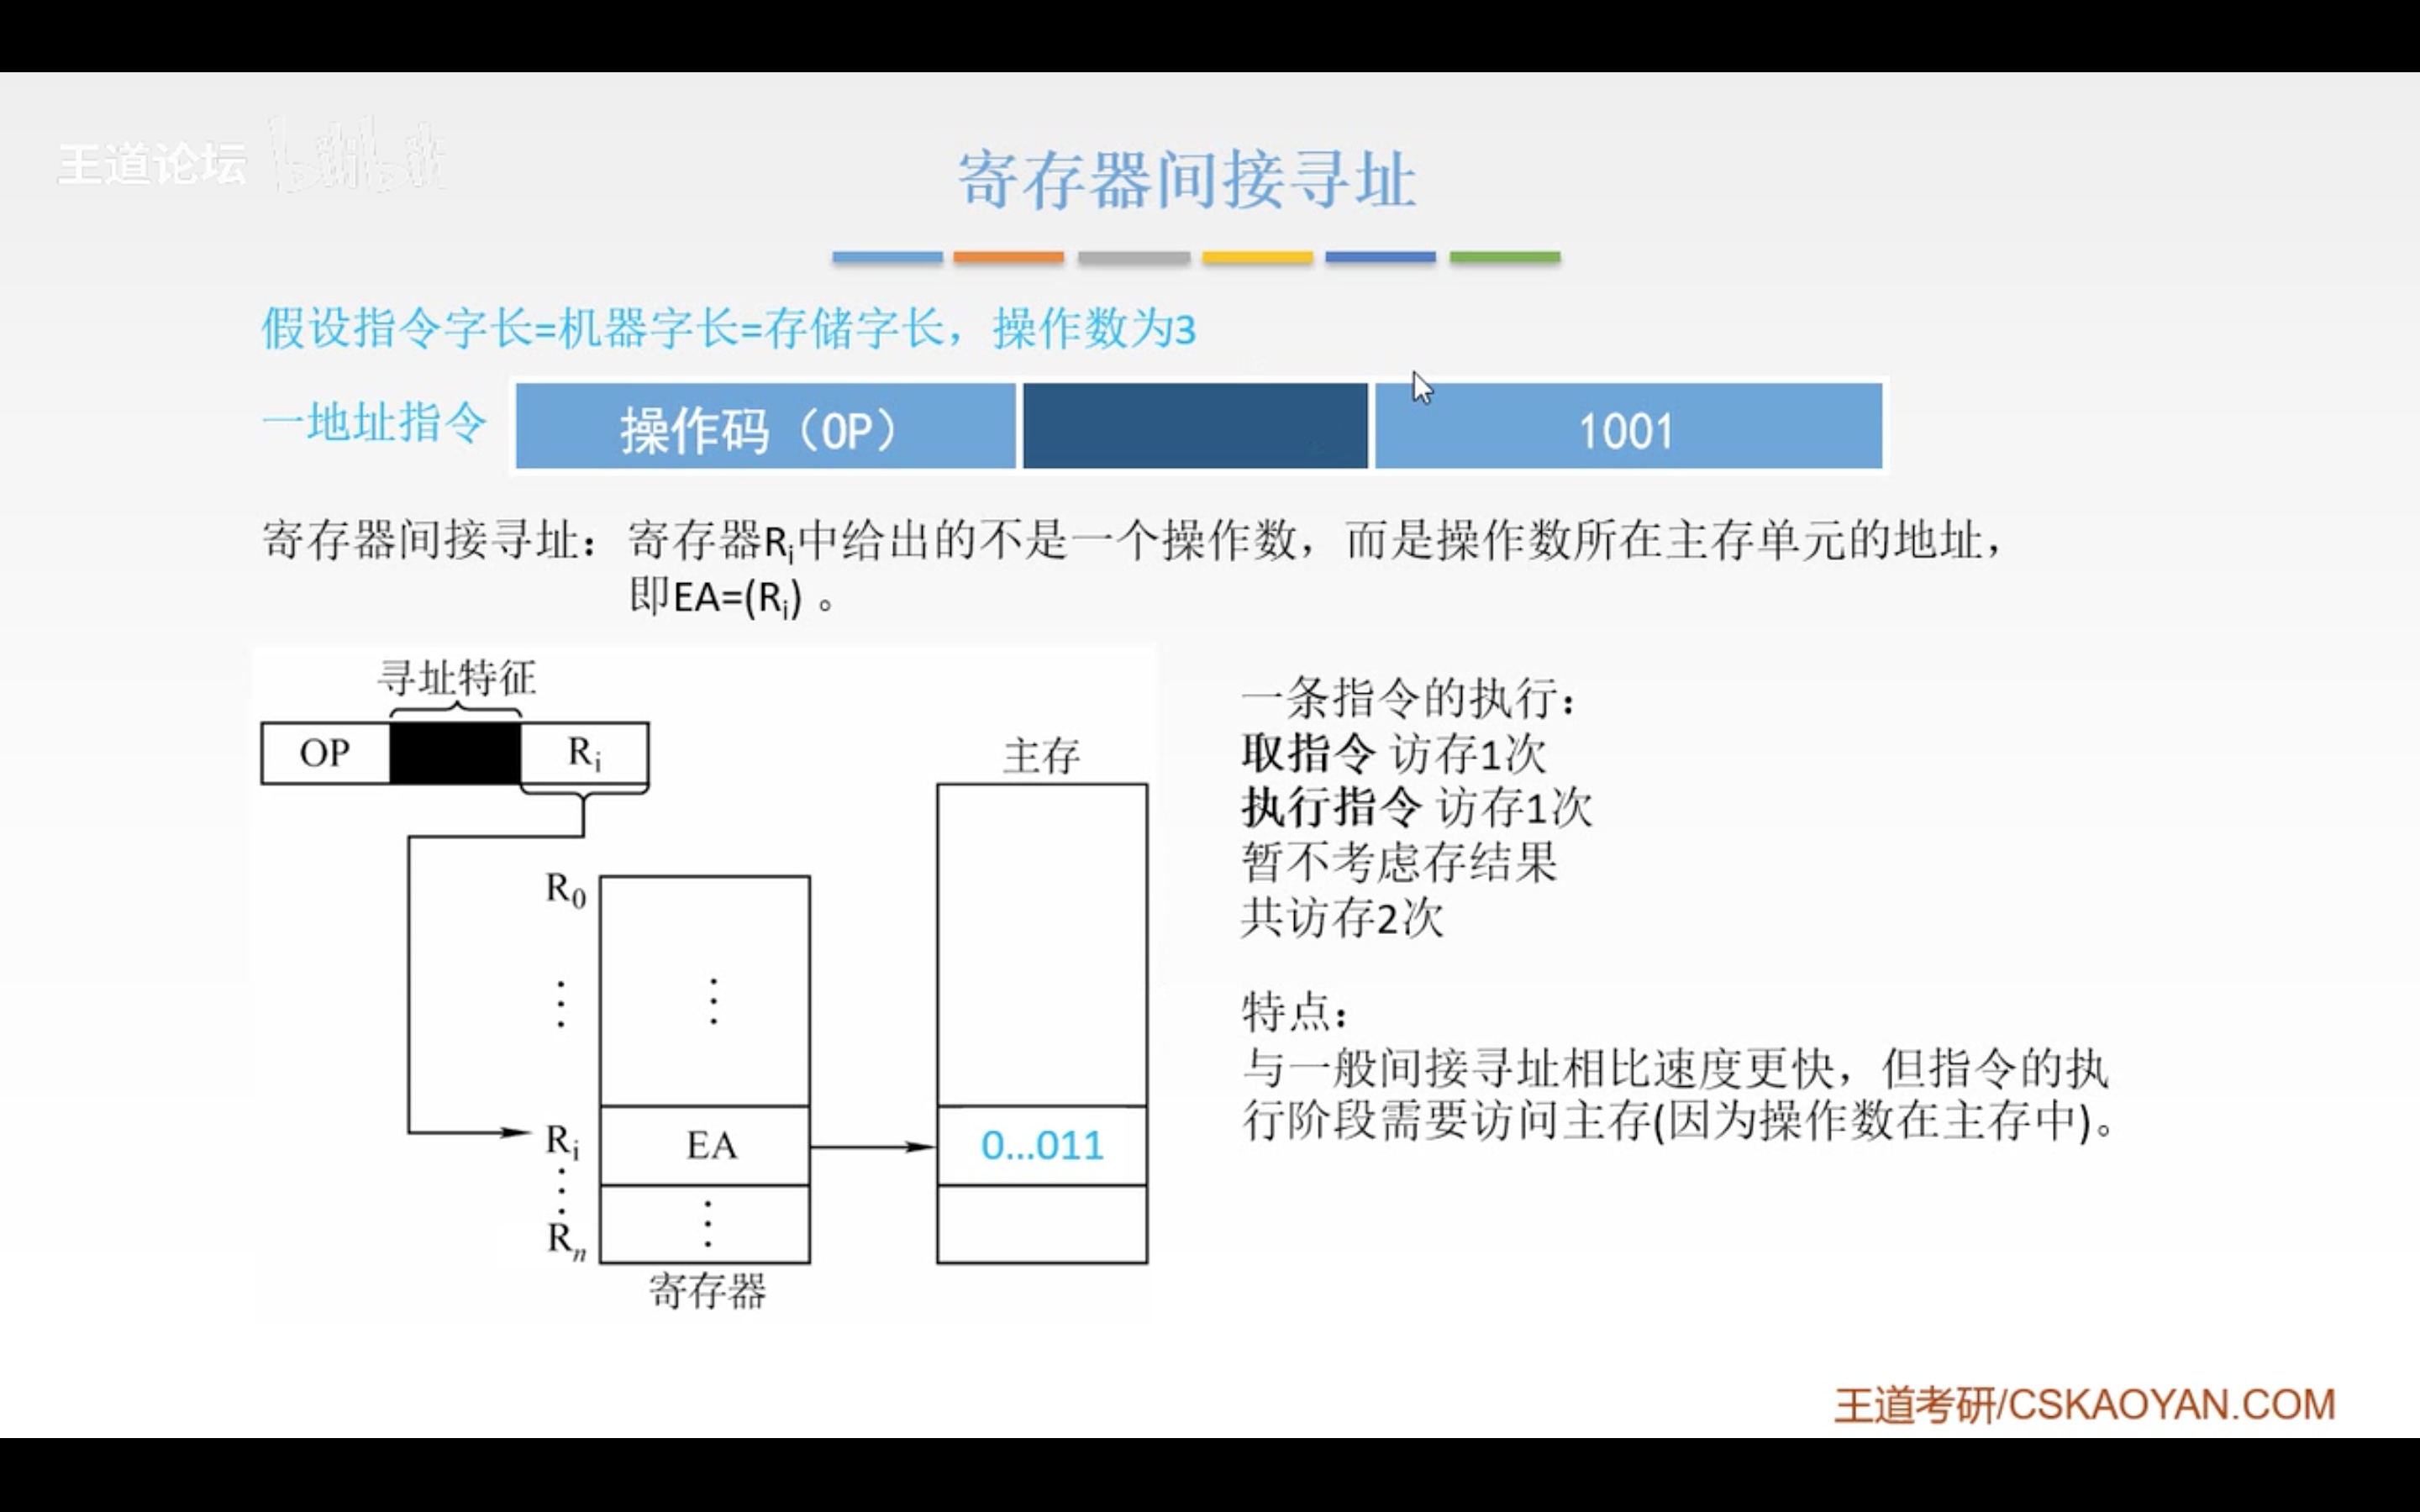 王道论坛 bilibili
寄存器间接寻址
假设指令字长=机器字长=存储字长，操作数为3
一地址指令 操作码（OP） 1001
寄存器间接寻址：寄存器Ri中给出的不是一个操作数，而是操作数所在主存单元的地址，
即EA=(Ri) 。
寻址特征
OP Ri
主存
R0
⋮ ⋮
Ri EA 0...011
⋮ ⋮
Rn
寄存器
一条指令的执行：
取指令 访存1次
执行指令 访存1次
暂不考虑存结果
共访存2次
特点：
与一般间接寻址相比速度更快，但指令的执
行阶段需要访问主存(因为操作数在主存中)。
王道考研/CSKAOYAN.COM